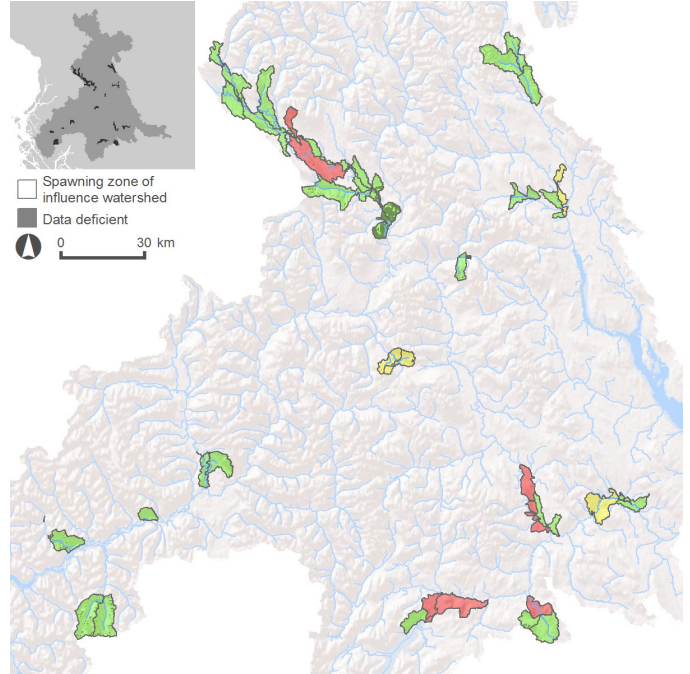 Spawning zone of
influence watershed
Data deficient
0 30 km